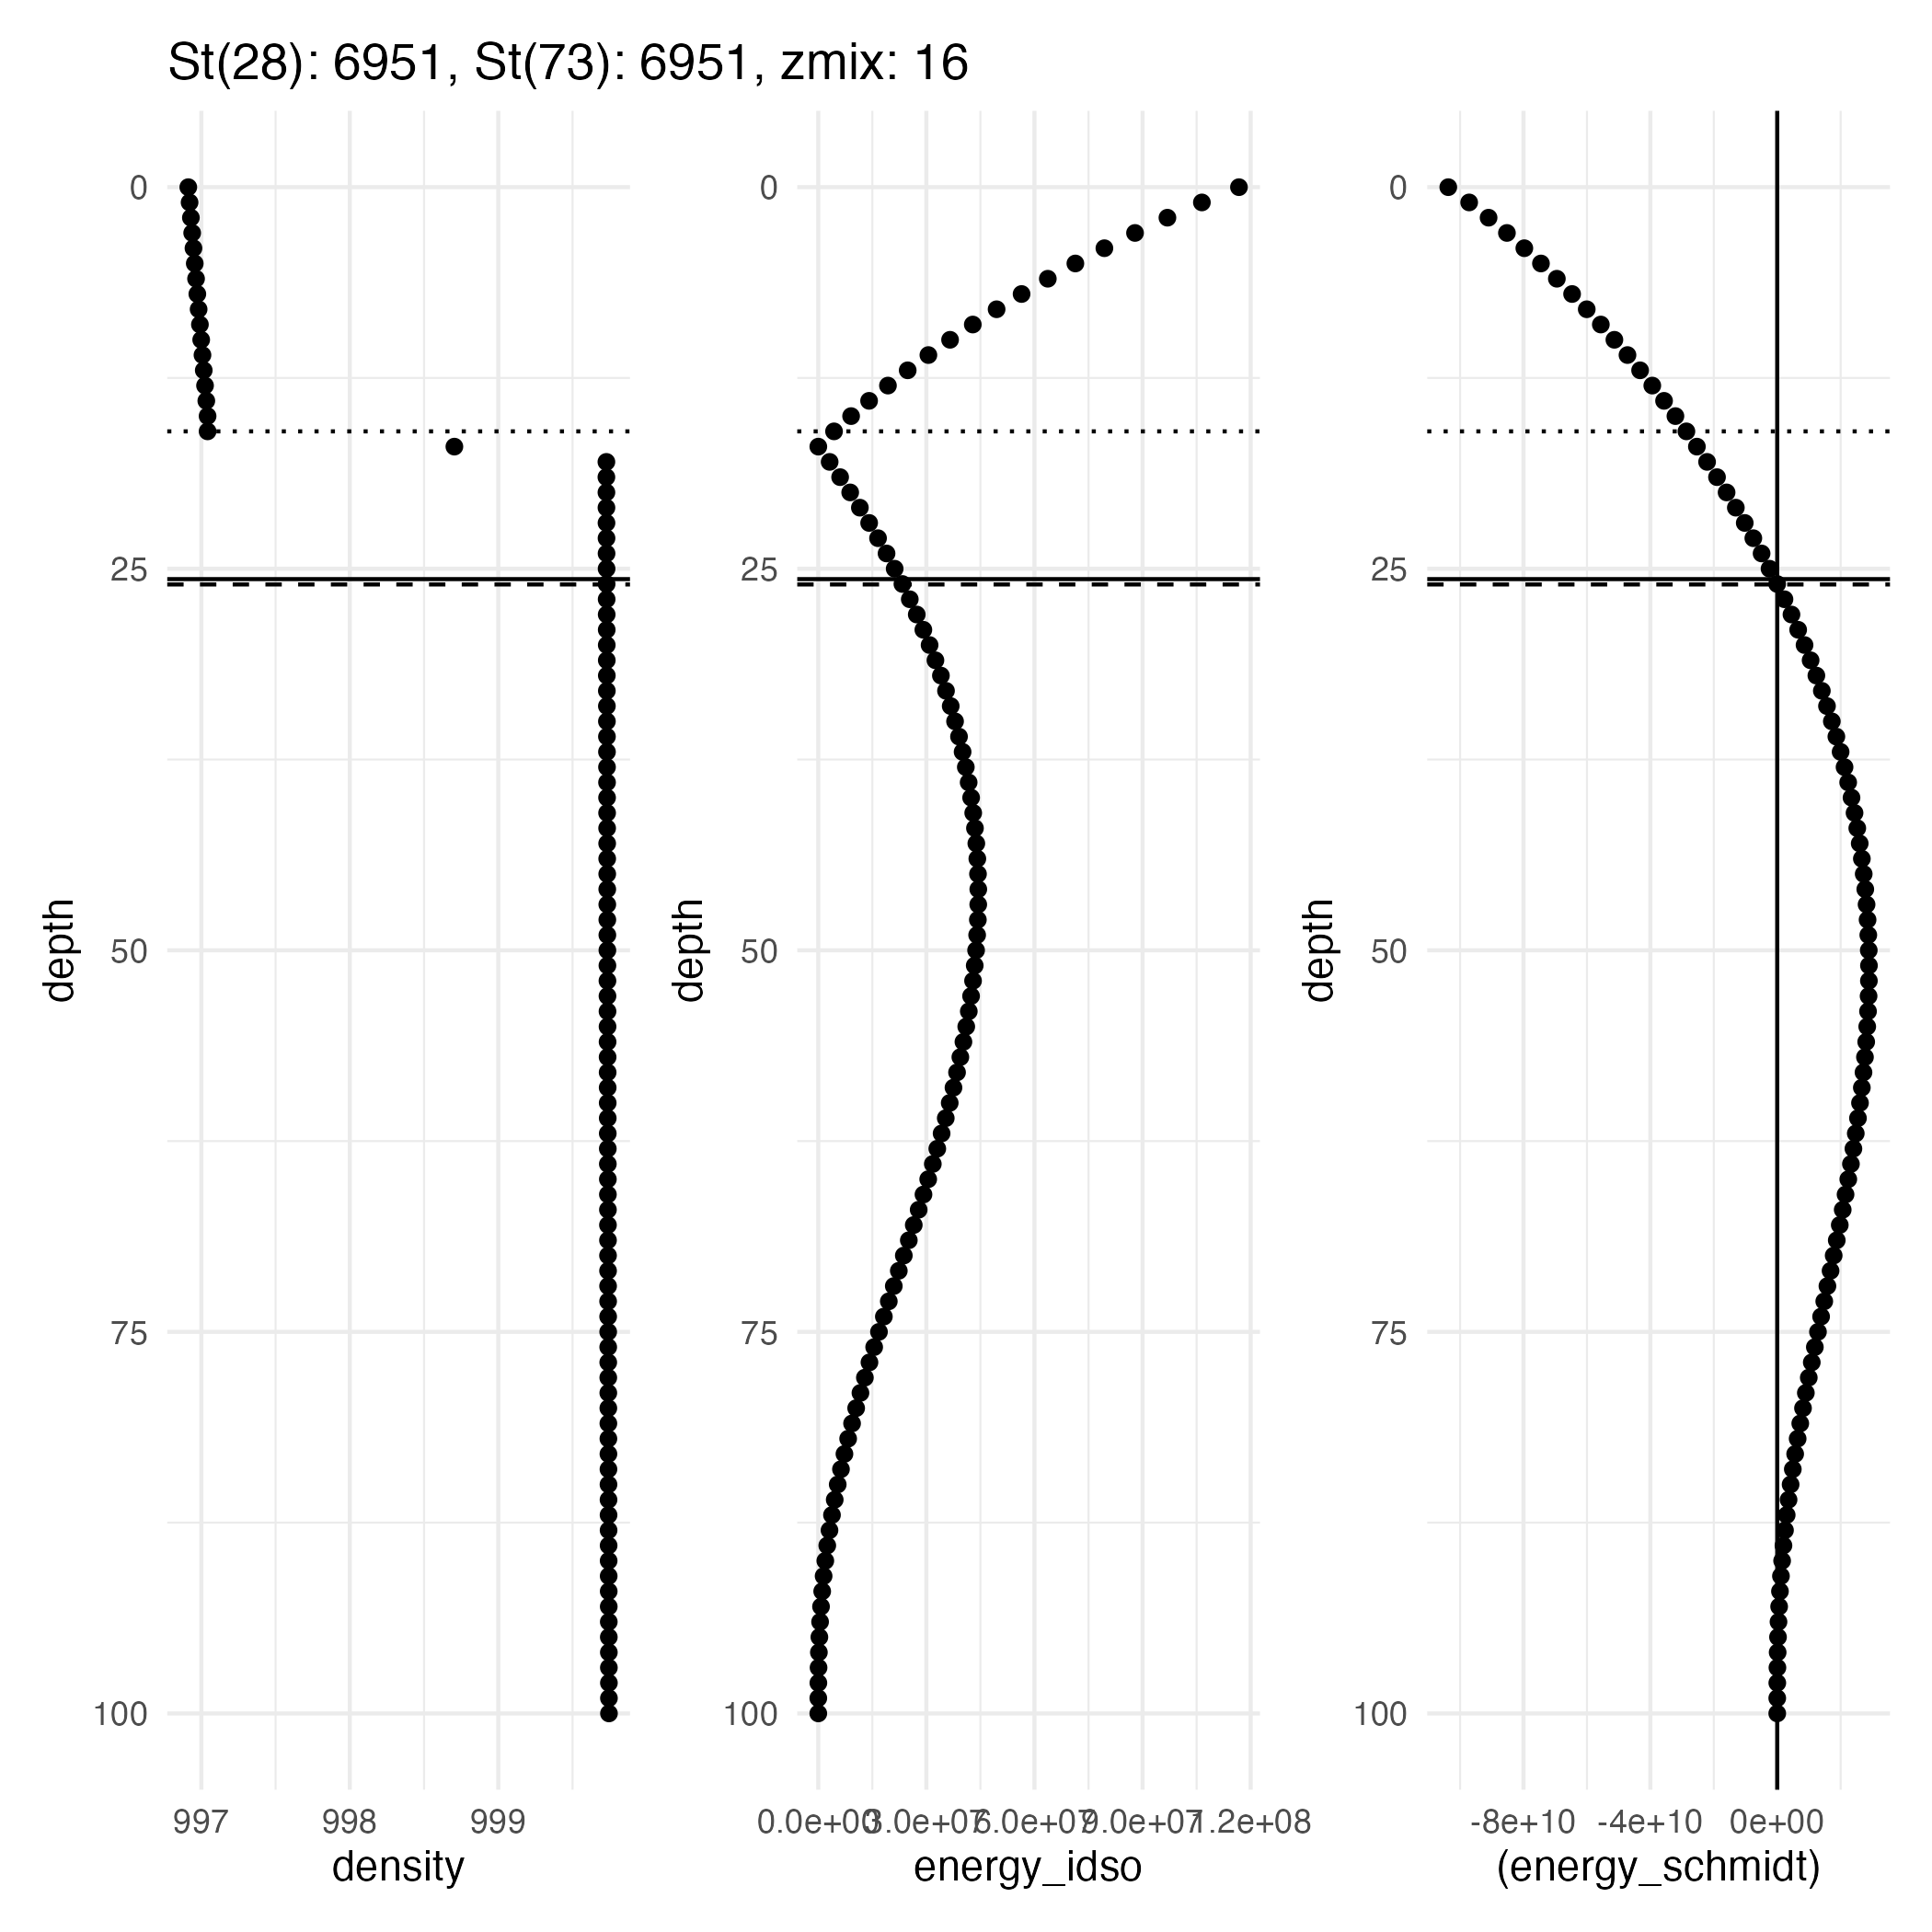 St(28): 6951, St(73): 6951, zmix: 16
0
25
50
75
100
depth
997 998 999
density
0
25
50
75
100
depth
0.0e+00 3.0e+07 6.0e+07 9.0e+07 1.2e+08
energy_idso
0
25
50
75
100
depth
-8e+10 -4e+10 0e+00
(energy_schmidt)